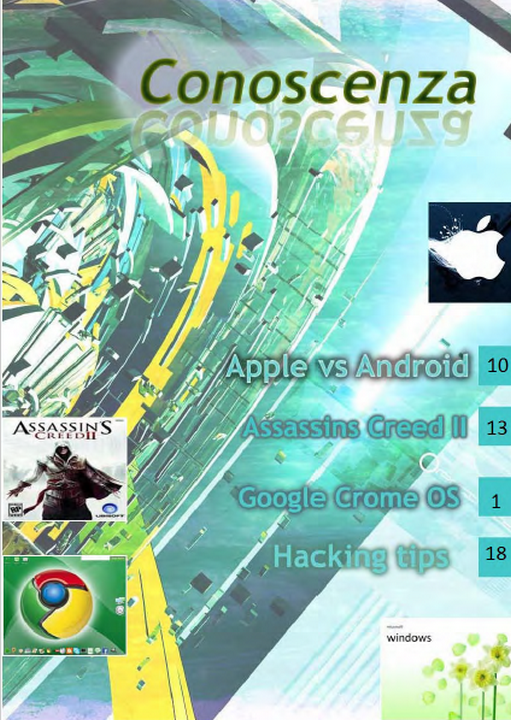 Conoscenza
Apple vs Android 10
ASSASSIN'S
CREED II
Assassins Creed II 13
UBISOFT
Google Crome OS 1
Hacking tips 18
windows